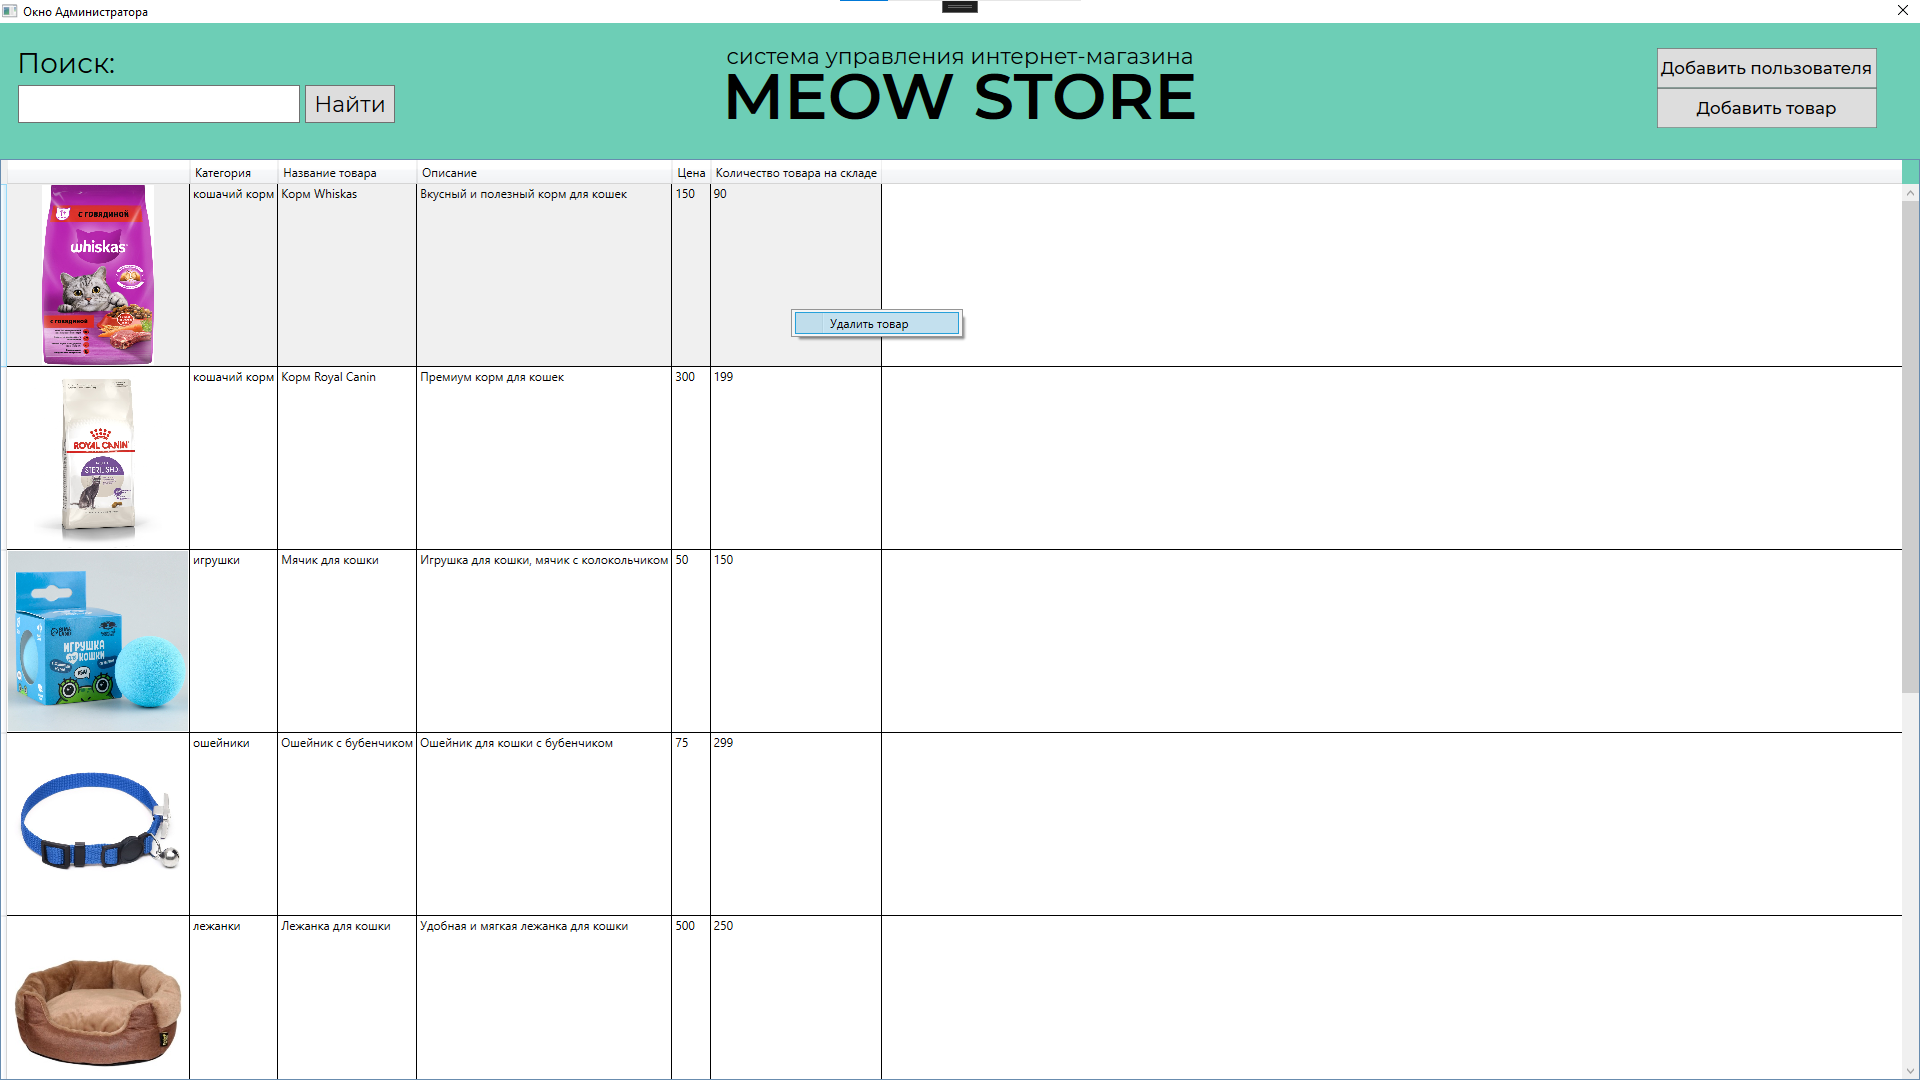 Окно Администратора
Поиск:
Найти
система управления интернет-магазина
MEOW STORE
Добавить пользователя
Добавить товар
Категория Название товара Описание Цена Количество товара на складе
кошачий корм Корм Whiskas Вкусный и полезный корм для кошек 150 90
С ГОВЯДИНОЙ
whiskas
С ГОВЯДИНОЙ
Удалить товар
кошачий корм Корм Royal Canin Премиум корм для кошек 300 199
ROYAL CANIN
игрушки Мячик для кошки Игрушка для кошки, мячик с колокольчиком 50 150
ИГРУШКА
КОШКИ
ошейники Ошейник с бубенчиком Ошейник для кошки с бубенчиком 75 299
лежанки Лежанка для кошки Удобная и мягкая лежанка для кошки 500 250